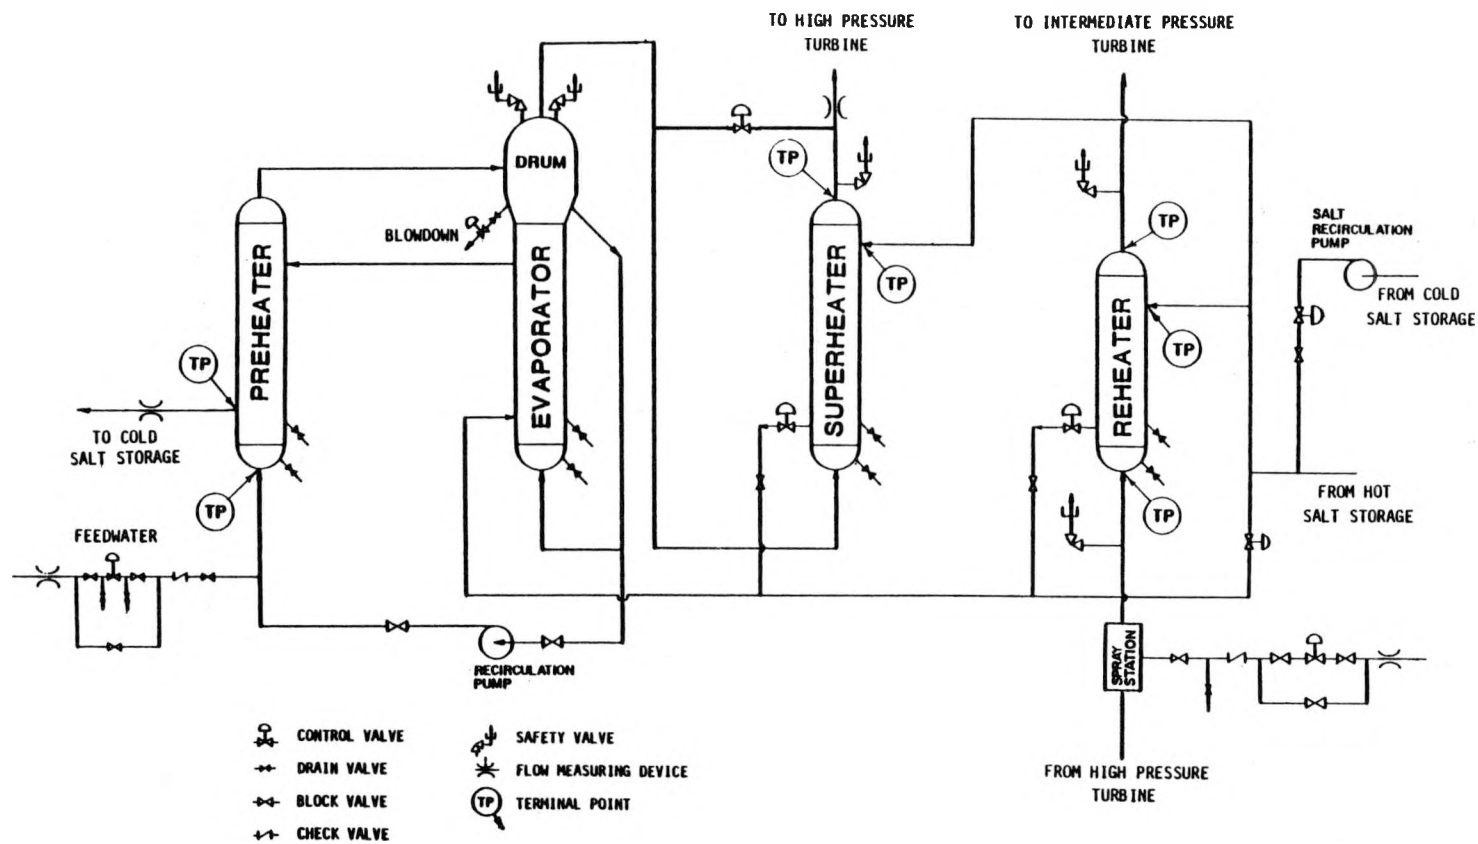 TO HIGH PRESSURE
TURBINE
TO INTERMEDIATE PRESSURE
TURBINE
DRUM
TP
TP
SALT
RECIRCULATION
PUMP
BLOWDOWN
TP
FROM COLD
SALT STORAGE
PREHEATER
EVAPORATOR
SUPERHEATER
REHEATER
TP
TP
TO COLD
SALT STORAGE
TP
TP
FROM HOT
SALT STORAGE
FEEDWATER
SPRAY
STATION
RECIRCULATION
PUMP
CONTROL VALVE
DRAIN VALVE
BLOCK VALVE
CHECK VALVE
SAFETY VALVE
FLOW MEASURING DEVICE
TP
TERMINAL POINT
FROM HIGH PRESSURE
TURBINE